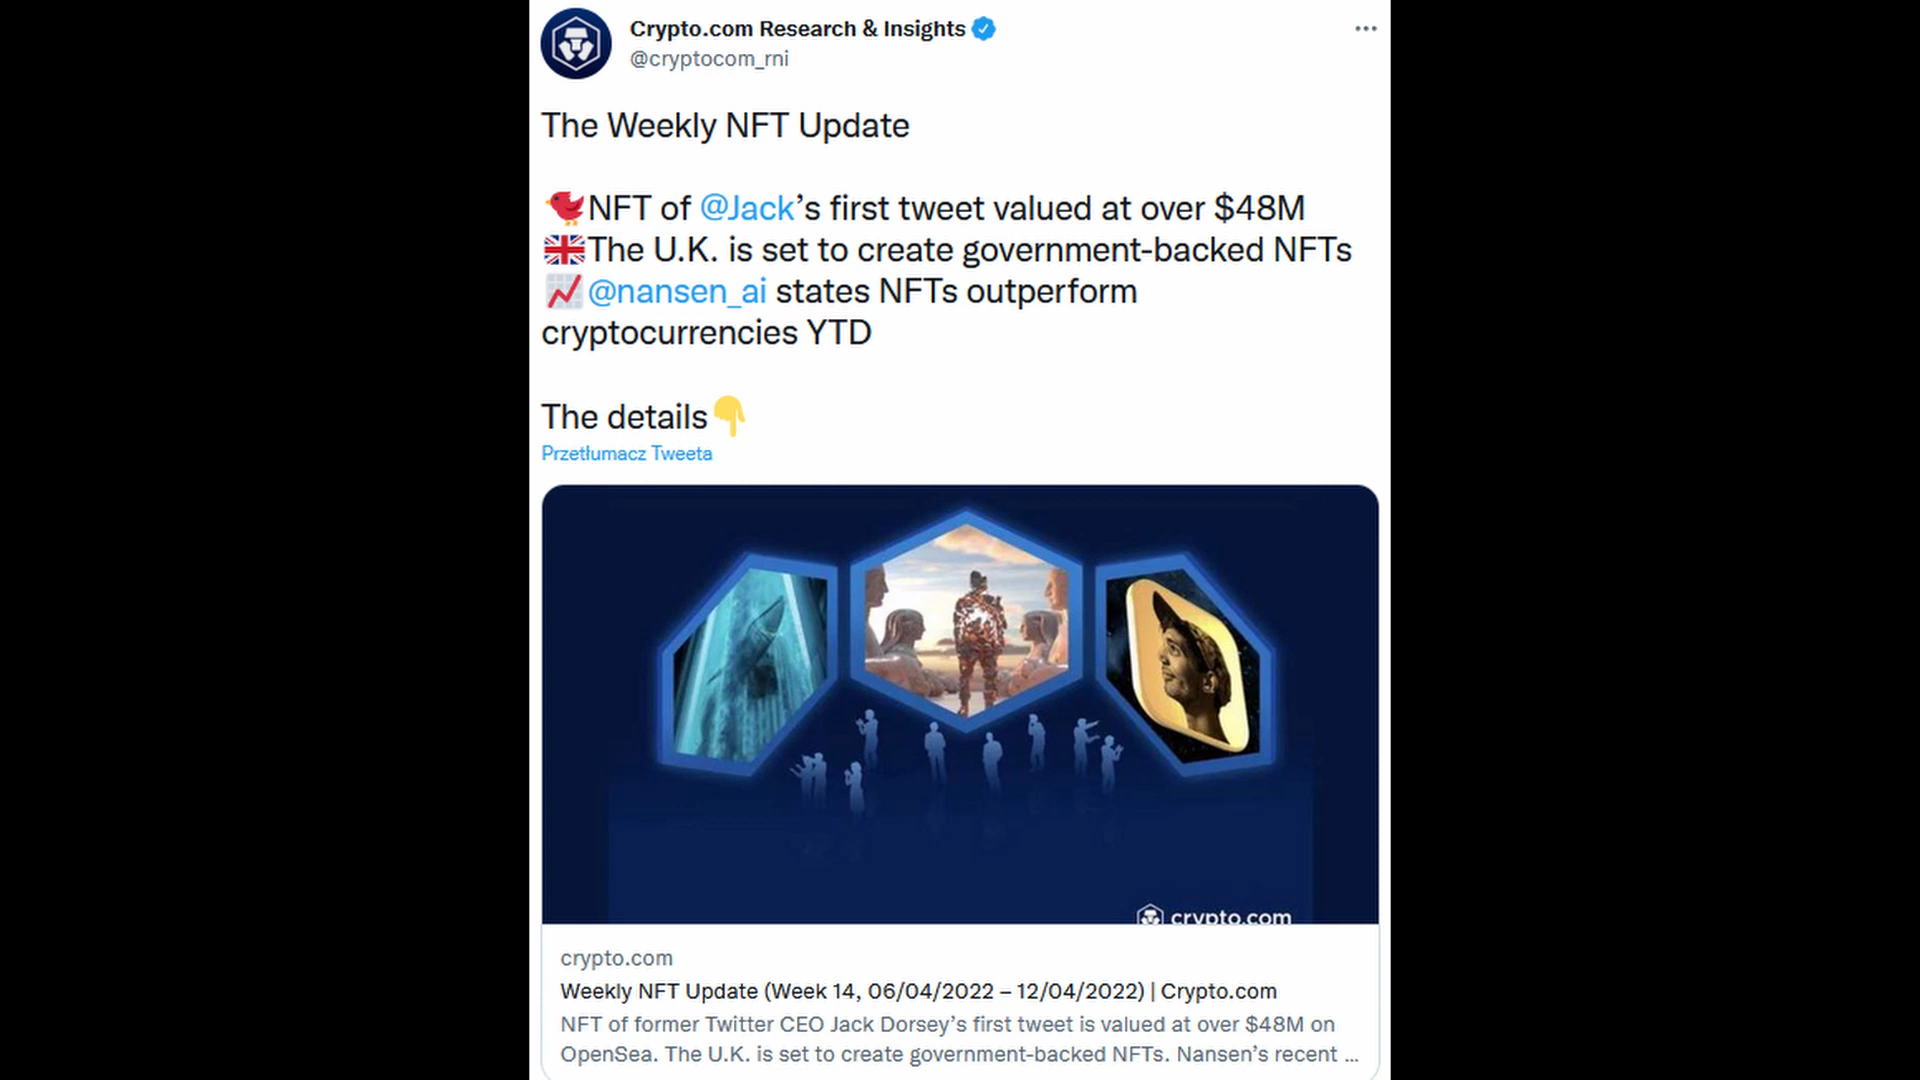 Crypto.com Research & Insights
@cryptocom_rni
The Weekly NFT Update
NFT of @Jack’s first tweet valued at over $48M
The U.K. is set to create government-backed NFTs
@nansen_ai states NFTs outperform
cryptocurrencies YTD
The details
Przetłumacz Tweeta
crypto.com
crypto.com
Weekly NFT Update (Week 14, 06/04/2022 – 12/04/2022) | Crypto.com
NFT of former Twitter CEO Jack Dorsey’s first tweet is valued at over $48M on
OpenSea. The U.K. is set to create government-backed NFTs. Nansen’s recent ...